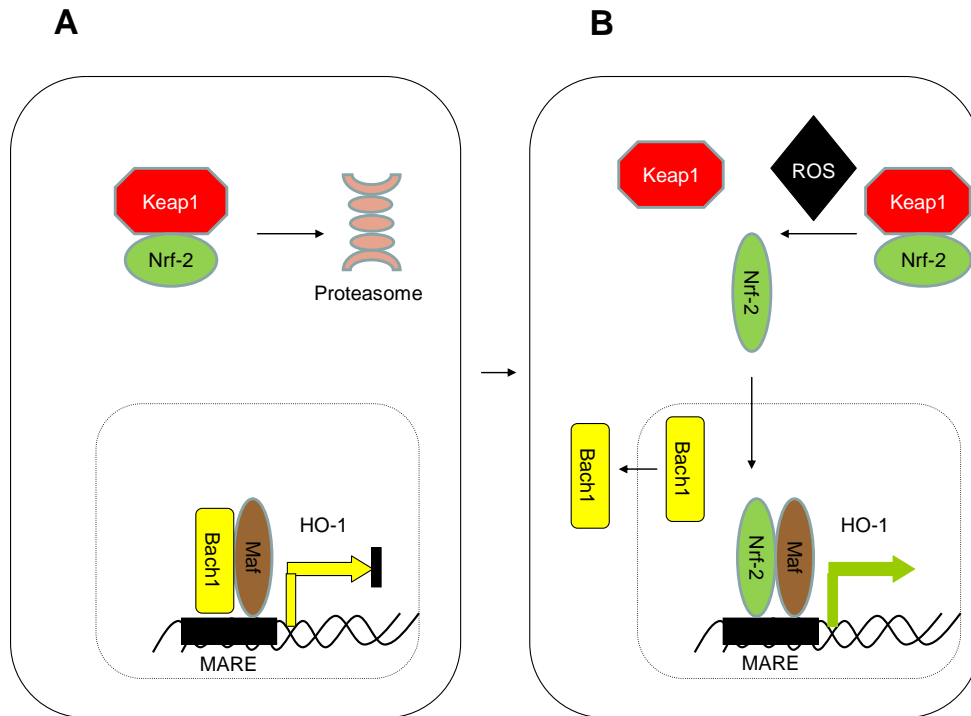 A
Keap1
Nrf-2
Proteasome
HO-1
Bach1
Maf
MARE
B
Keap1
ROS
Keap1
Nrf-2
Nrf-2
Bach1
Bach1
HO-1
Nrf-2
Maf
MARE